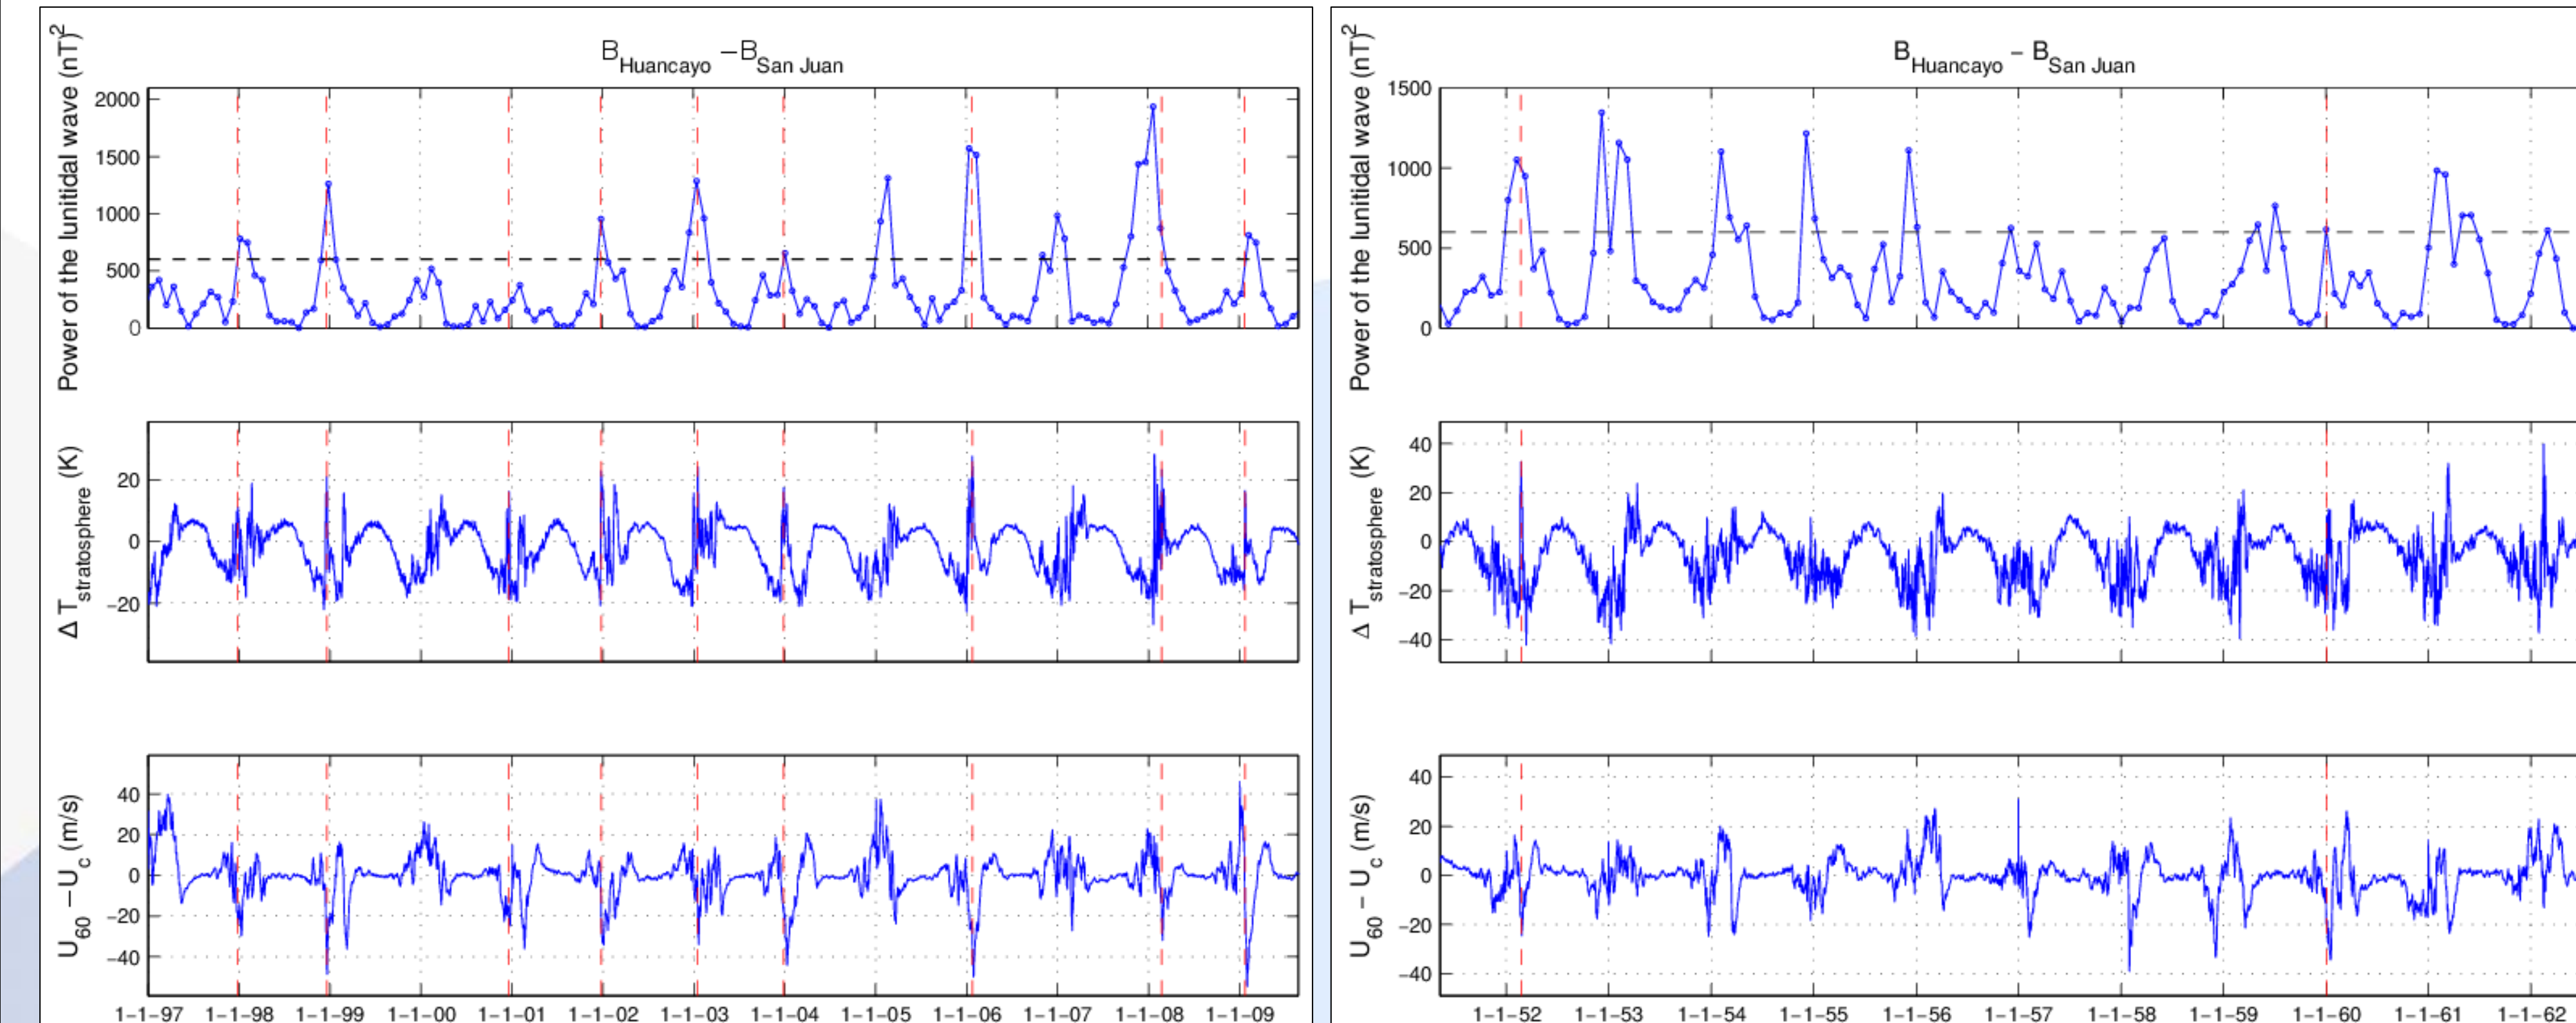 B_Huancayo −B_San Juan
Power of the lunitidal wave (nT)²
2000
1500
1000
500
0
Δ T_stratosphere (K)
20
0
−20
U_60 −U_c (m/s)
40
20
0
−20
−40
1−1−97 1−1−98 1−1−99 1−1−00 1−1−01 1−1−02 1−1−03 1−1−04 1−1−05 1−1−06 1−1−07 1−1−08 1−1−09
B_Huancayo − B_San Juan
Power of the lunitidal wave (nT)²
1500
1000
500
0
Δ T_stratosphere (K)
40
20
0
−20
−40
U_60 − U_c (m/s)
40
20
0
−20
−40
1−1−52 1−1−53 1−1−54 1−1−55 1−1−56 1−1−57 1−1−58 1−1−59 1−1−60 1−1−61 1−1−62